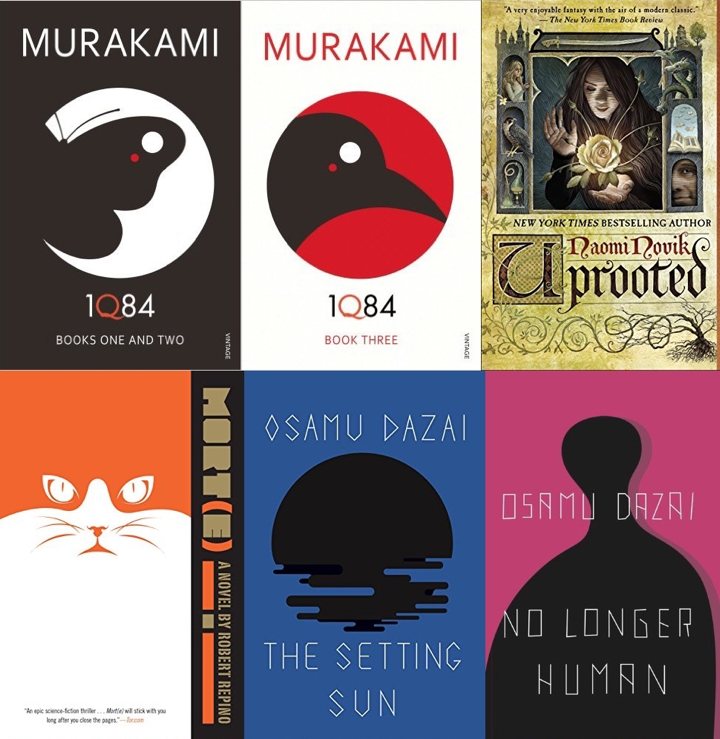 MURAKAMI
1Q84
BOOKS ONE AND TWO
VINTAGE
MURAKAMI
1Q84
BOOK THREE
VINTAGE
"A very enjoyable fantasy with the air of a modern classic."
—The New York Times Book Review
NEW YORK TIMES BESTSELLING AUTHOR
Naomi Novik
Uprooted
"An epic science-fiction thriller . . . Mort(e) will stick with you
long after you close the pages."—Tor.com
MORT(E)
A NOVEL BY ROBERT REPINO
OSAMU DAZAI
THE SETTING
SUN
OSAMU DAZAI
NO LONGER
HUMAN